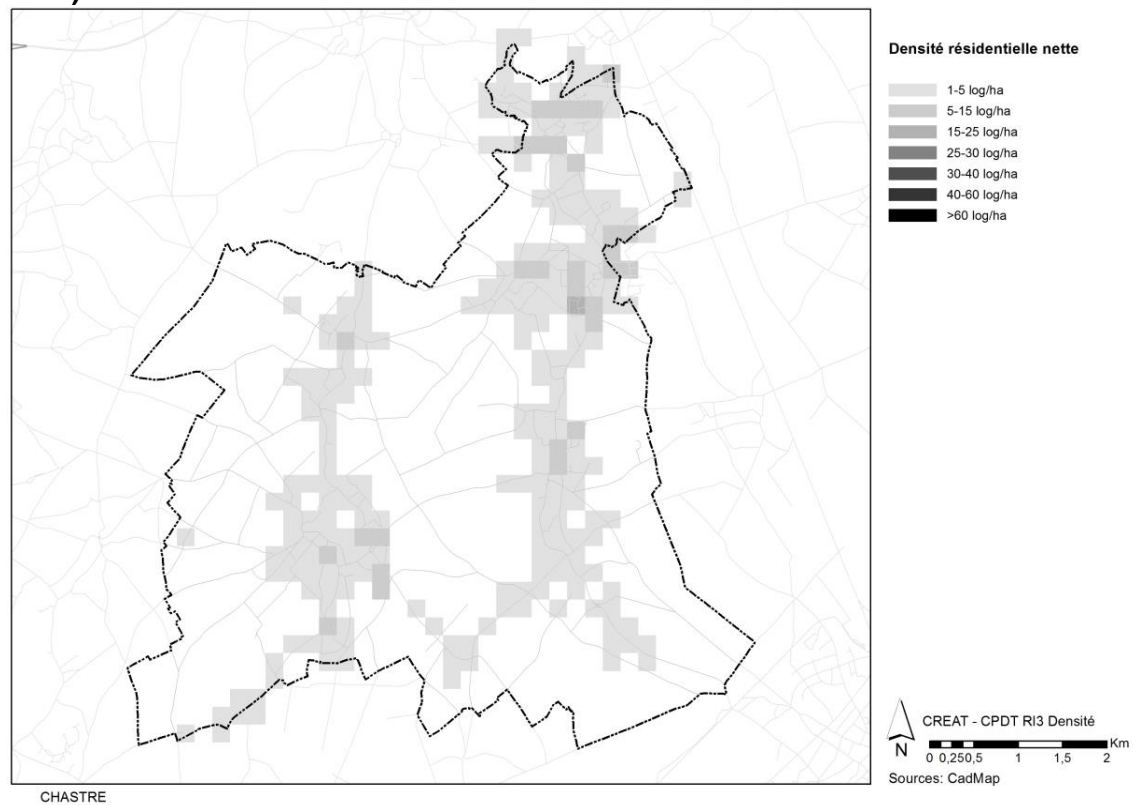 Densité résidentielle nette
1-5 log/ha
5-15 log/ha
15-25 log/ha
25-30 log/ha
30-40 log/ha
40-60 log/ha
>60 log/ha
CREAT - CPDT RI3 Densité
N
Km
0 0,250,5 1 1,5 2
Sources: CadMap
CHASTRE